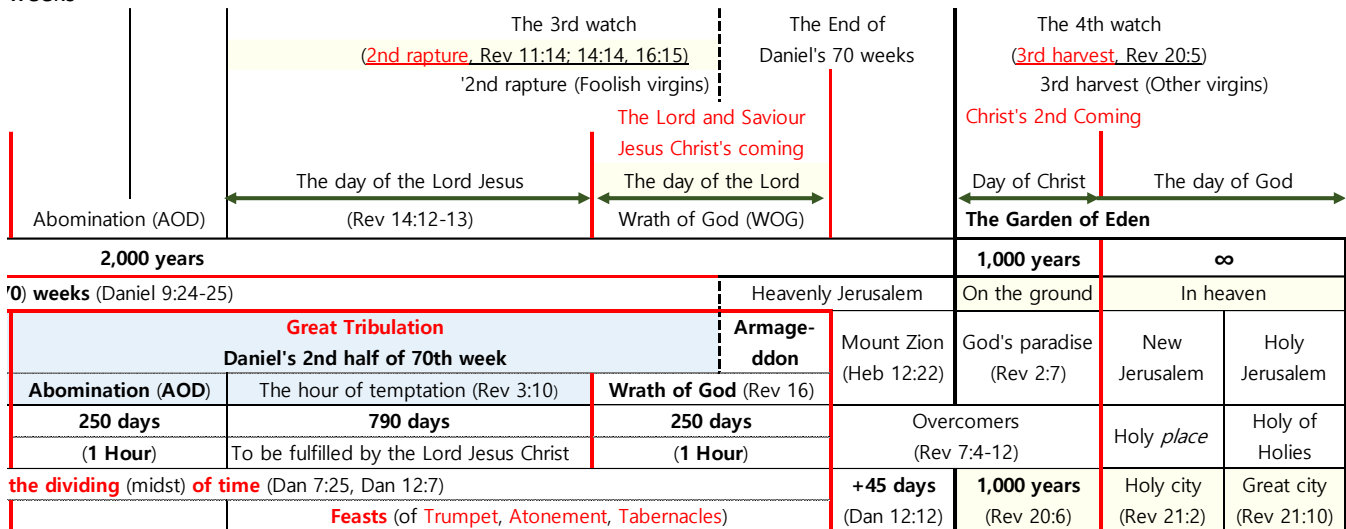 The 3rd watch
The End of
The 4th watch
(2nd rapture, Rev 11:14; 14:14, 16:15)
Daniel's 70 weeks
(3rd harvest, Rev 20:5)
'2nd rapture (Foolish virgins)
3rd harvest (Other virgins)
The Lord and Saviour
Christ's 2nd Coming
Jesus Christ's coming
The day of the Lord Jesus
The day of the Lord
Day of Christ
The day of God
Abomination (AOD)
(Rev 14:12-13)
Wrath of God (WOG)
The Garden of Eden
2,000 years
1,000 years
∞
70) weeks (Daniel 9:24-25)
Heavenly Jerusalem
On the ground
In heaven
Great Tribulation
Daniel's 2nd half of 70th week
Armage-
ddon
Mount Zion
(Heb 12:22)
God's paradise
(Rev 2:7)
New
Jerusalem
Holy
Jerusalem
Abomination (AOD)
The hour of temptation (Rev 3:10)
Wrath of God (Rev 16)
250 days
790 days
250 days
Overcomers
(Rev 7:4-12)
Holy place
Holy of
Holies
(1 Hour)
To be fulfilled by the Lord Jesus Christ
(1 Hour)
the dividing (midst) of time (Dan 7:25, Dan 12:7)
+45 days
(Dan 12:12)
1,000 years
(Rev 20:6)
Holy city
(Rev 21:2)
Great city
(Rev 21:10)
Feasts (of Trumpet, Atonement, Tabernacles)